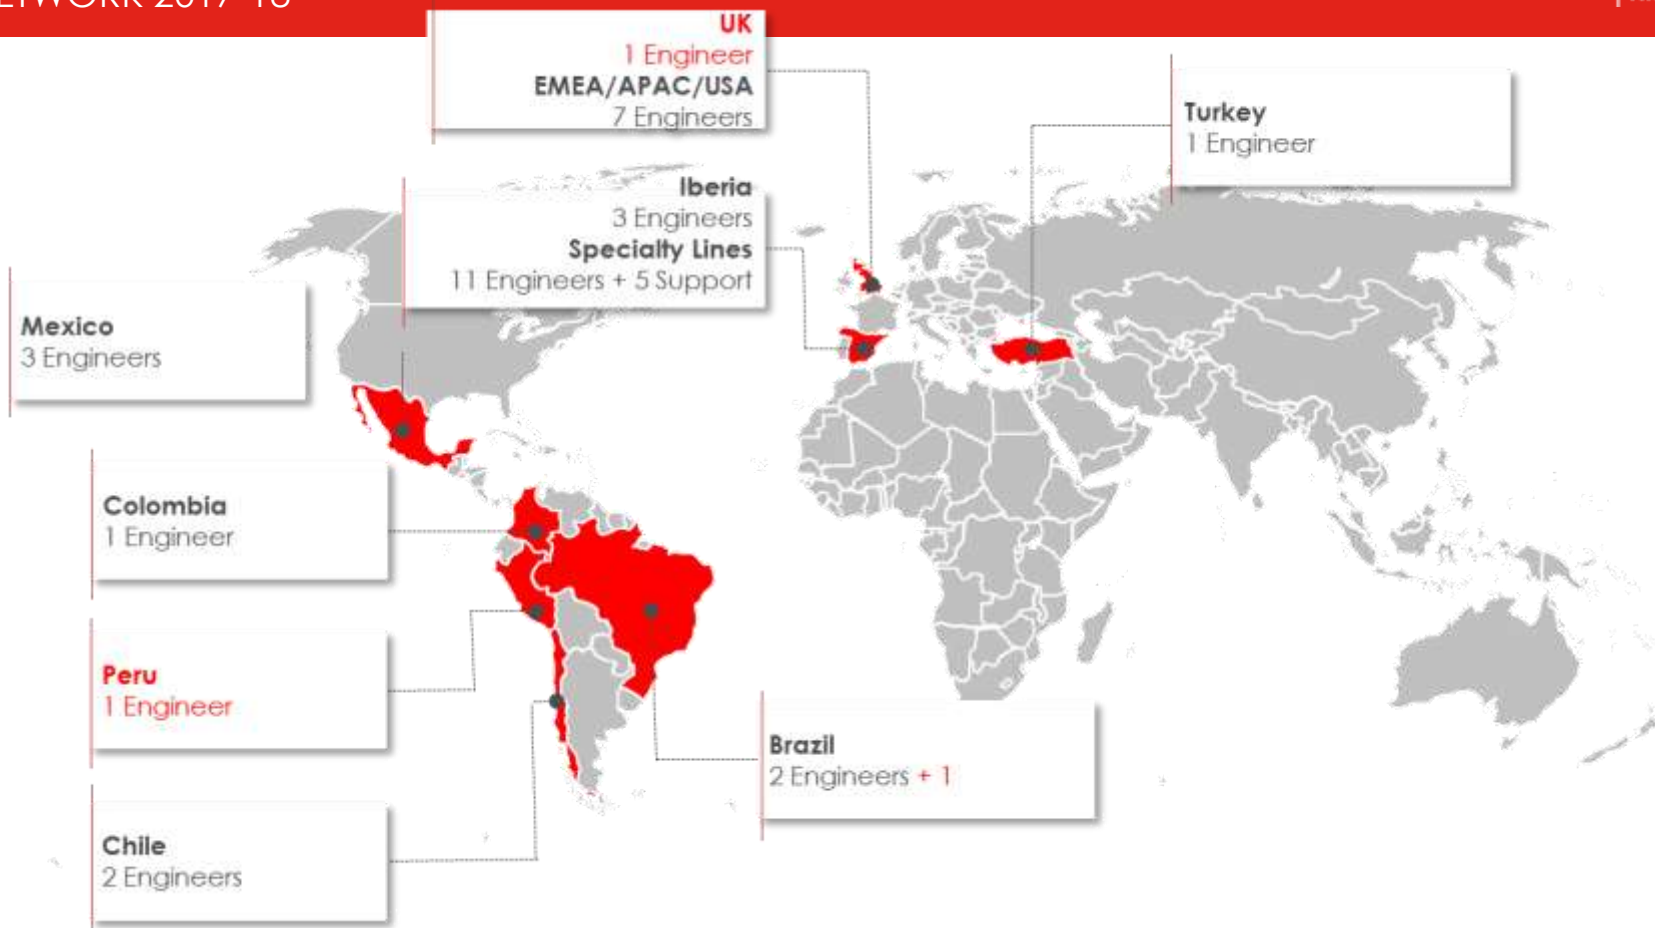 UK
1 Engineer
EMEA/APAC/USA
7 Engineers
Turkey
1 Engineer
Iberia
3 Engineers
Specialty Lines
11 Engineers + 5 Support
Mexico
3 Engineers
Colombia
1 Engineer
Peru
1 Engineer
Brazil
2 Engineers + 1
Chile
2 Engineers